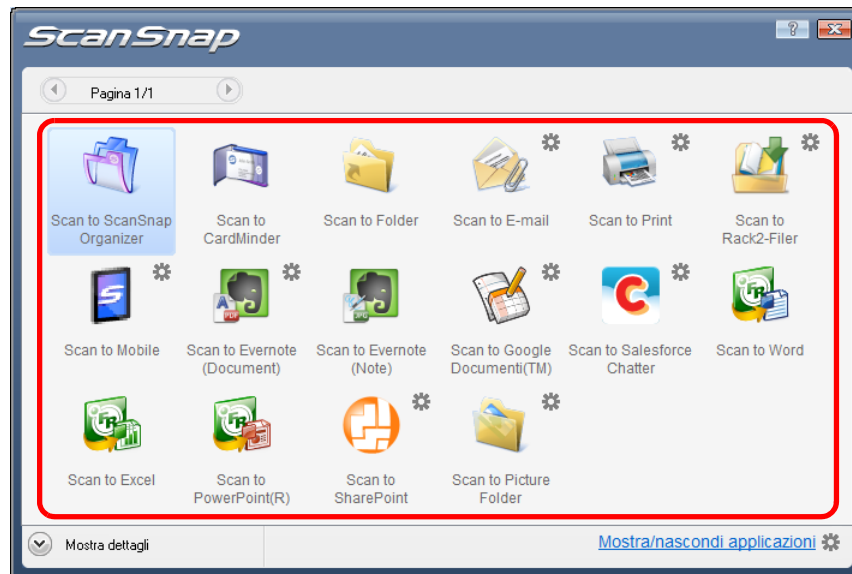 ScanSnap
?
Pagina 1/1
Scan to ScanSnap
Organizer
Scan to
CardMinder
Scan to Folder
Scan to E-mail
Scan to Print
Scan to
Rack2-Filer
Scan to Mobile
Scan to Evernote
(Document)
Scan to Evernote
(Note)
Scan to Google
Documenti(TM)
Scan to Salesforce
Chatter
Scan to Word
Scan to Excel
Scan to
PowerPoint(R)
Scan to
SharePoint
Scan to Picture
Folder
Mostra dettagli
Mostra/nascondi applicazioni